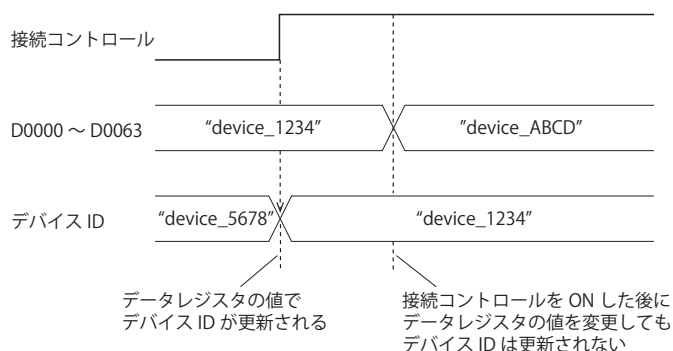 接続コントロール
D0000 ～ D0063 “device_1234” ”device_ABCD”
デバイス ID “device_5678” “device_1234”
データレジスタの値で
デバイス ID が更新される
接続コントロールを ON した後に
データレジスタの値を変更しても
デバイス ID は更新されない